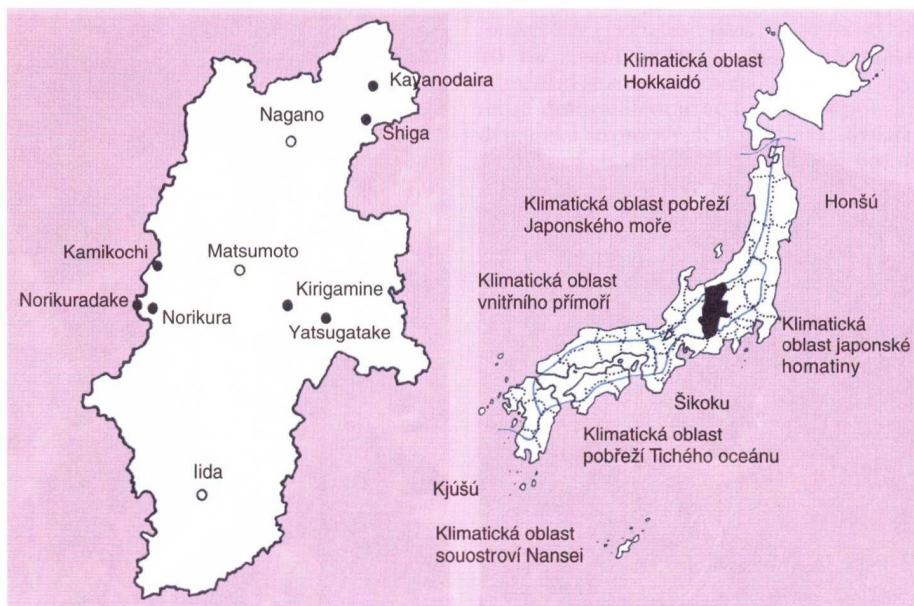 Kayanodaira
Nagano
Shiga
Kamikochi
Matsumoto
Norikuradake
Norikura
Kirigamine
Yatsugatake
Iida
Klimatická oblast
Hokkaidó
Klimatická oblast pobřeží
Japonského moře
Honšú
Klimatická oblast
vnitřního přímoří
Klimatická
oblast japonské
hornatiny
Šikoku
Klimatická oblast
pobřeží Tichého oceánu
Kjúšú
Klimatická oblast
souostroví Nansei